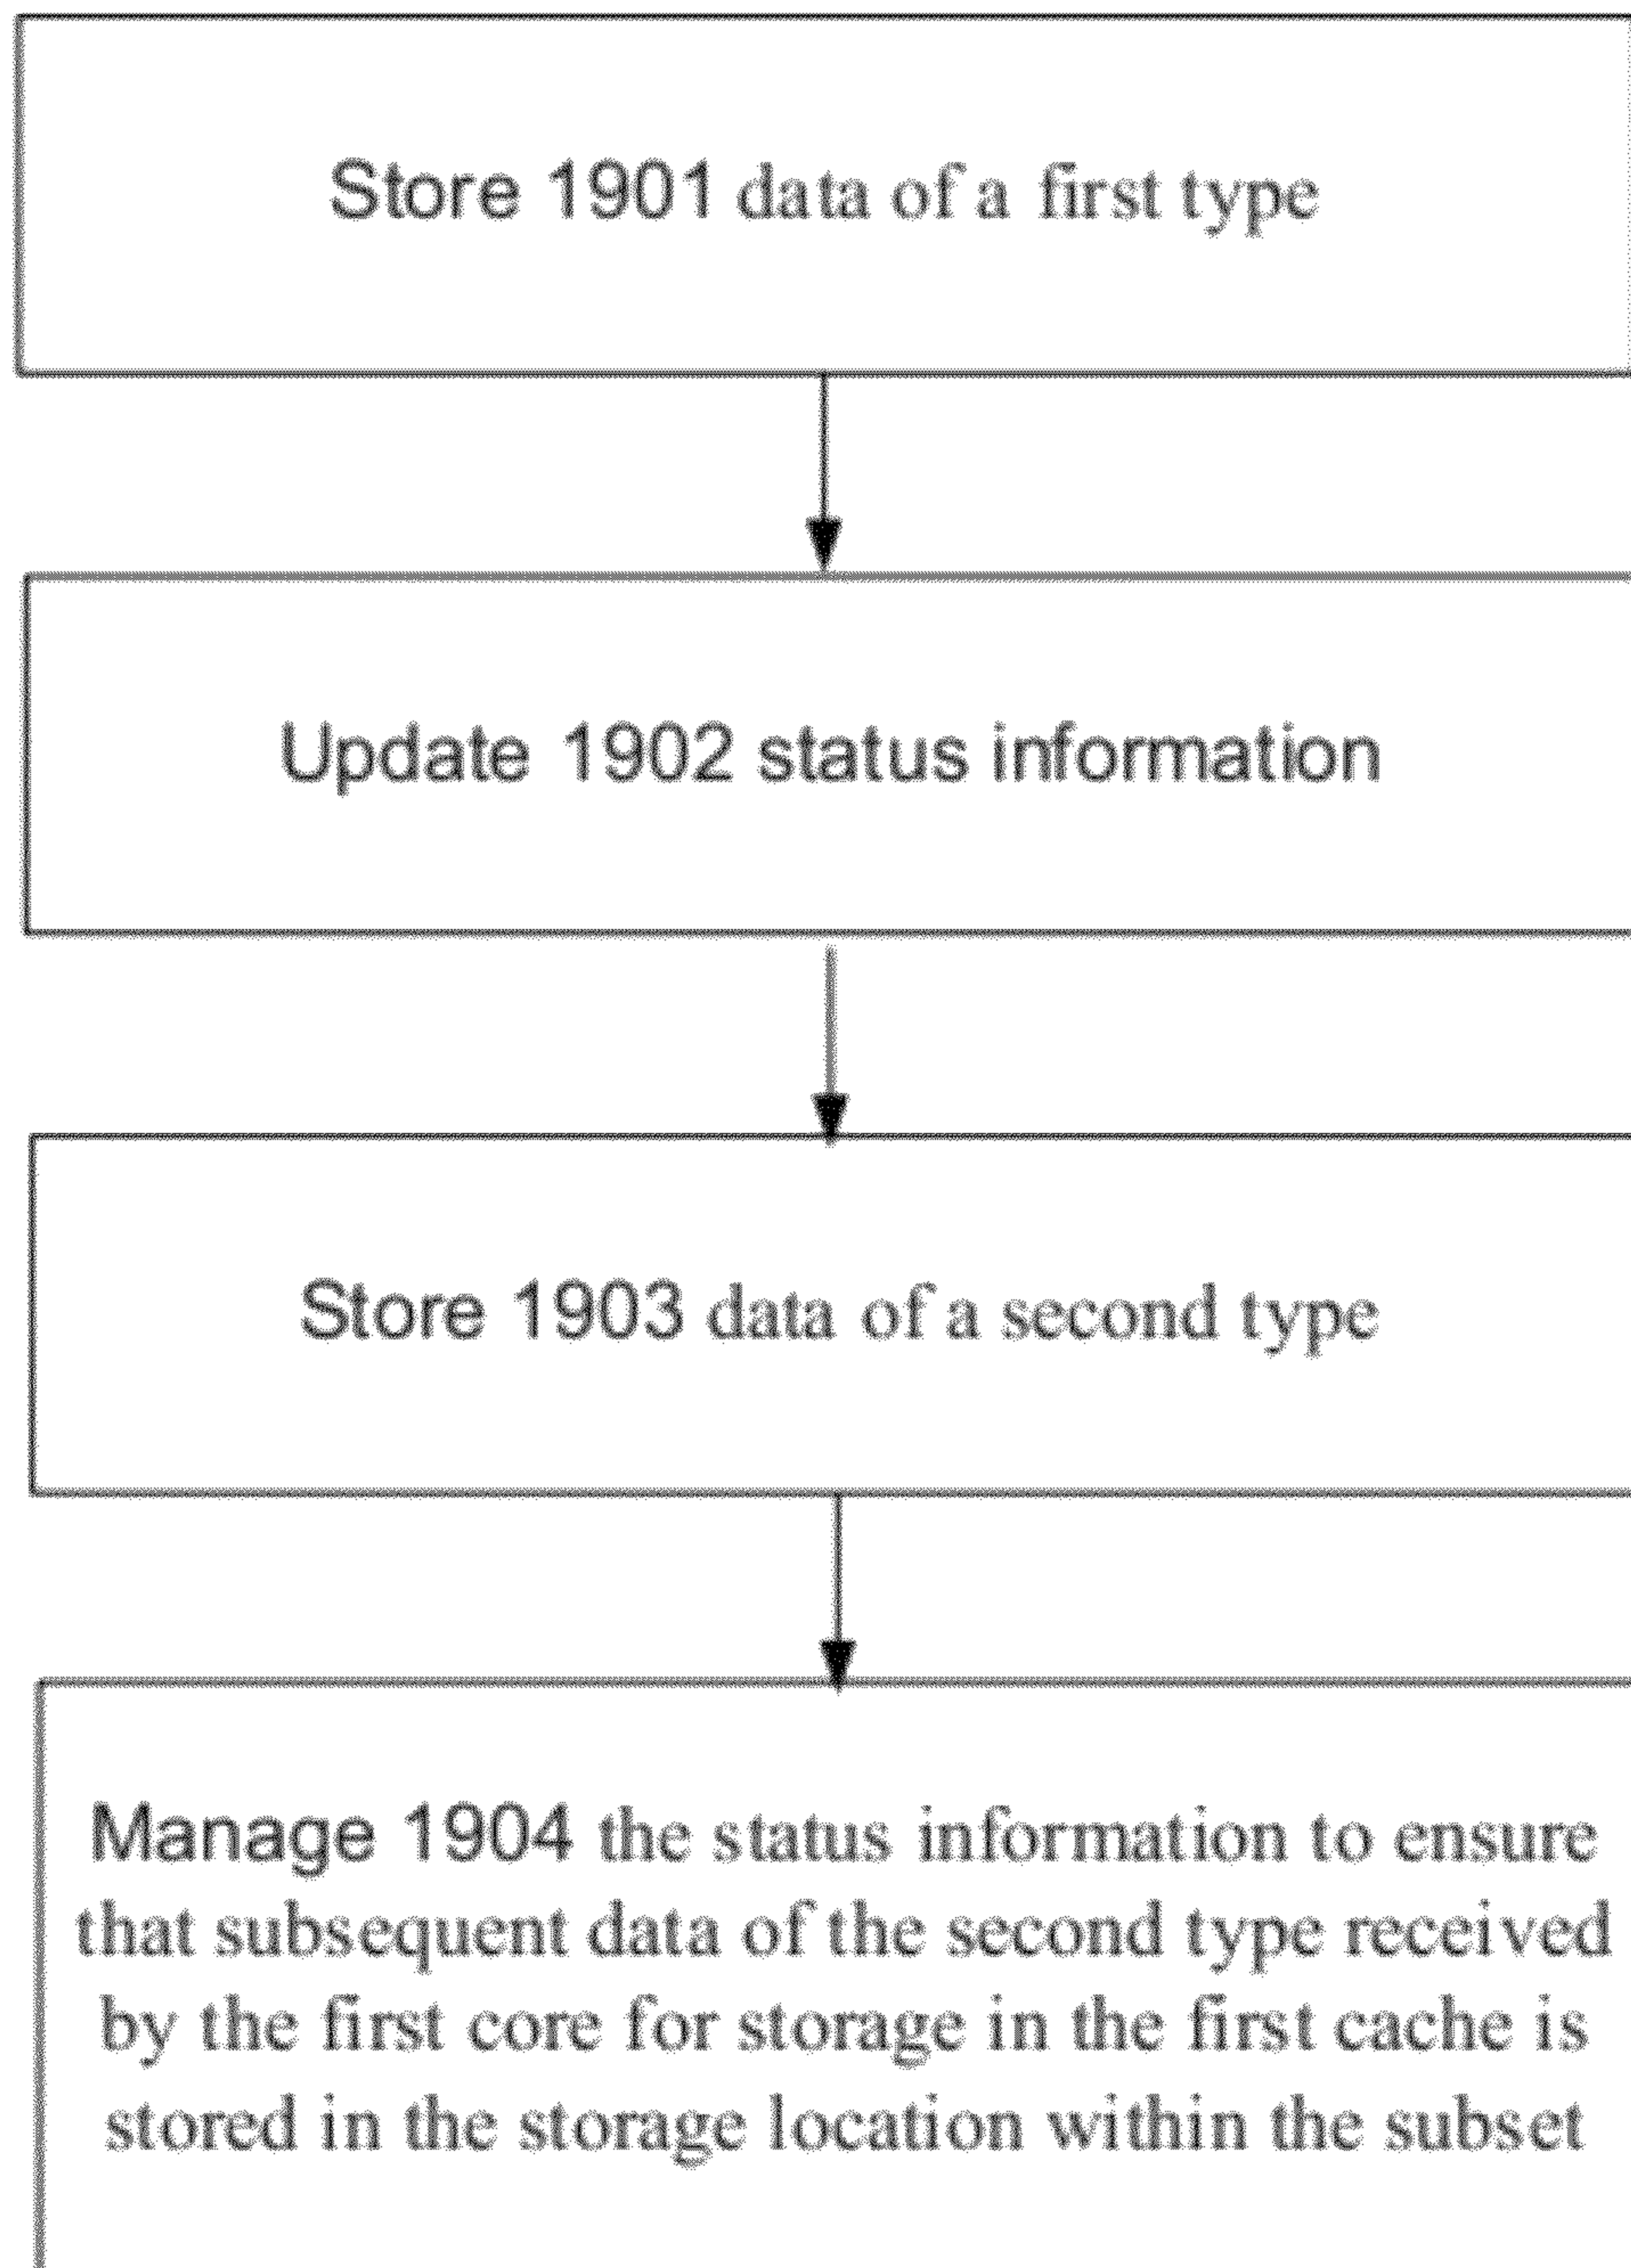 Store 1901 data of a first type
Update 1902 status information
Store 1903 data of a second type
Manage 1904 the status information to ensure
that subsequent data of the second type received
by the first core for storage in the first cache is
stored in the storage location within the subset